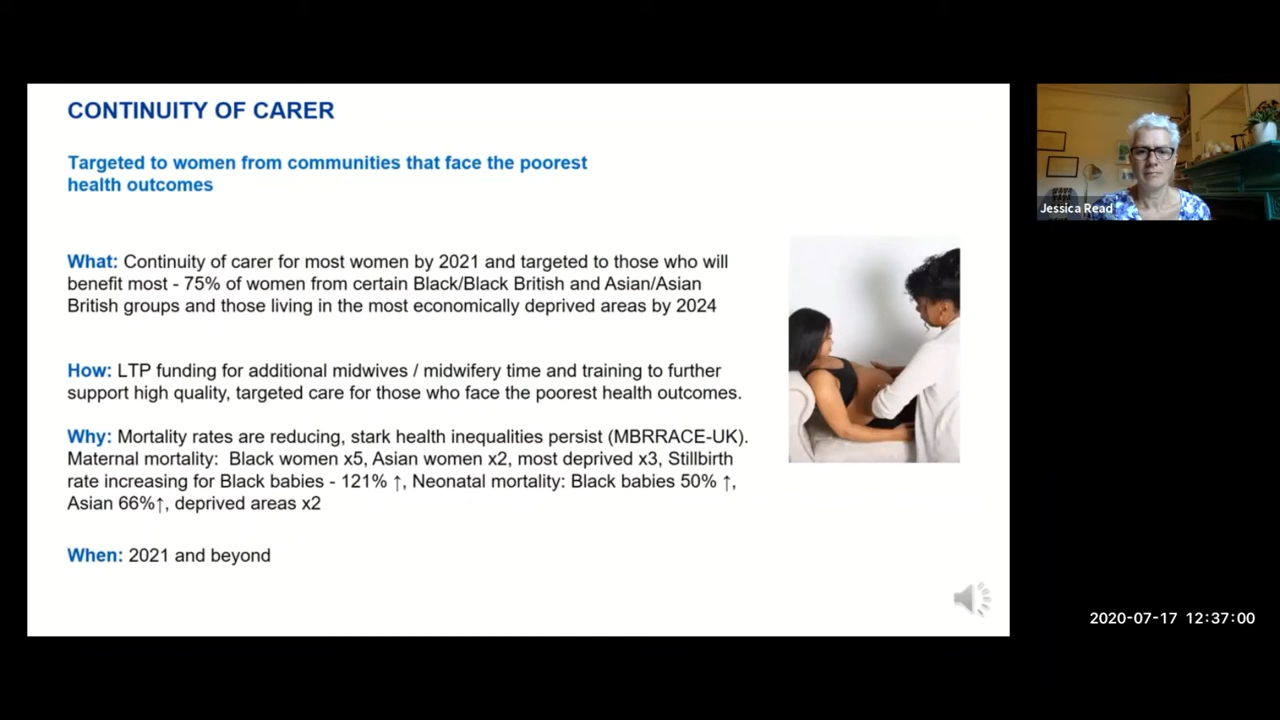 CONTINUITY OF CARER
Targeted to women from communities that face the poorest
health outcomes
What: Continuity of carer for most women by 2021 and targeted to those who will
benefit most - 75% of women from certain Black/Black British and Asian/Asian
British groups and those living in the most economically deprived areas by 2024
How: LTP funding for additional midwives / midwifery time and training to further
support high quality, targeted care for those who face the poorest health outcomes.
Why: Mortality rates are reducing, stark health inequalities persist (MBRRACE-UK).
Maternal mortality: Black women x5, Asian women x2, most deprived x3, Stillbirth
rate increasing for Black babies - 121% ↑, Neonatal mortality: Black babies 50% ↑,
Asian 66%↑, deprived areas x2
When: 2021 and beyond
Jessica Read
2020-07-17 12:37:00